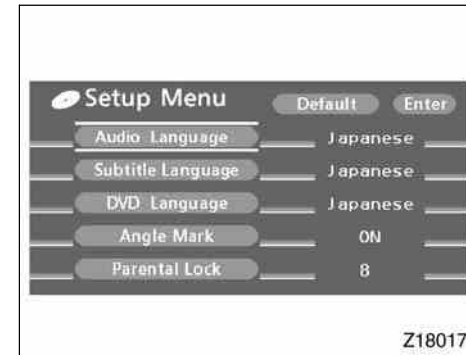 Setup Menu Default Enter
Audio Language Japanese
Subtitle Language Japanese
DVD Language Japanese
Angle Mark ON
Parental Lock 8
Z18017